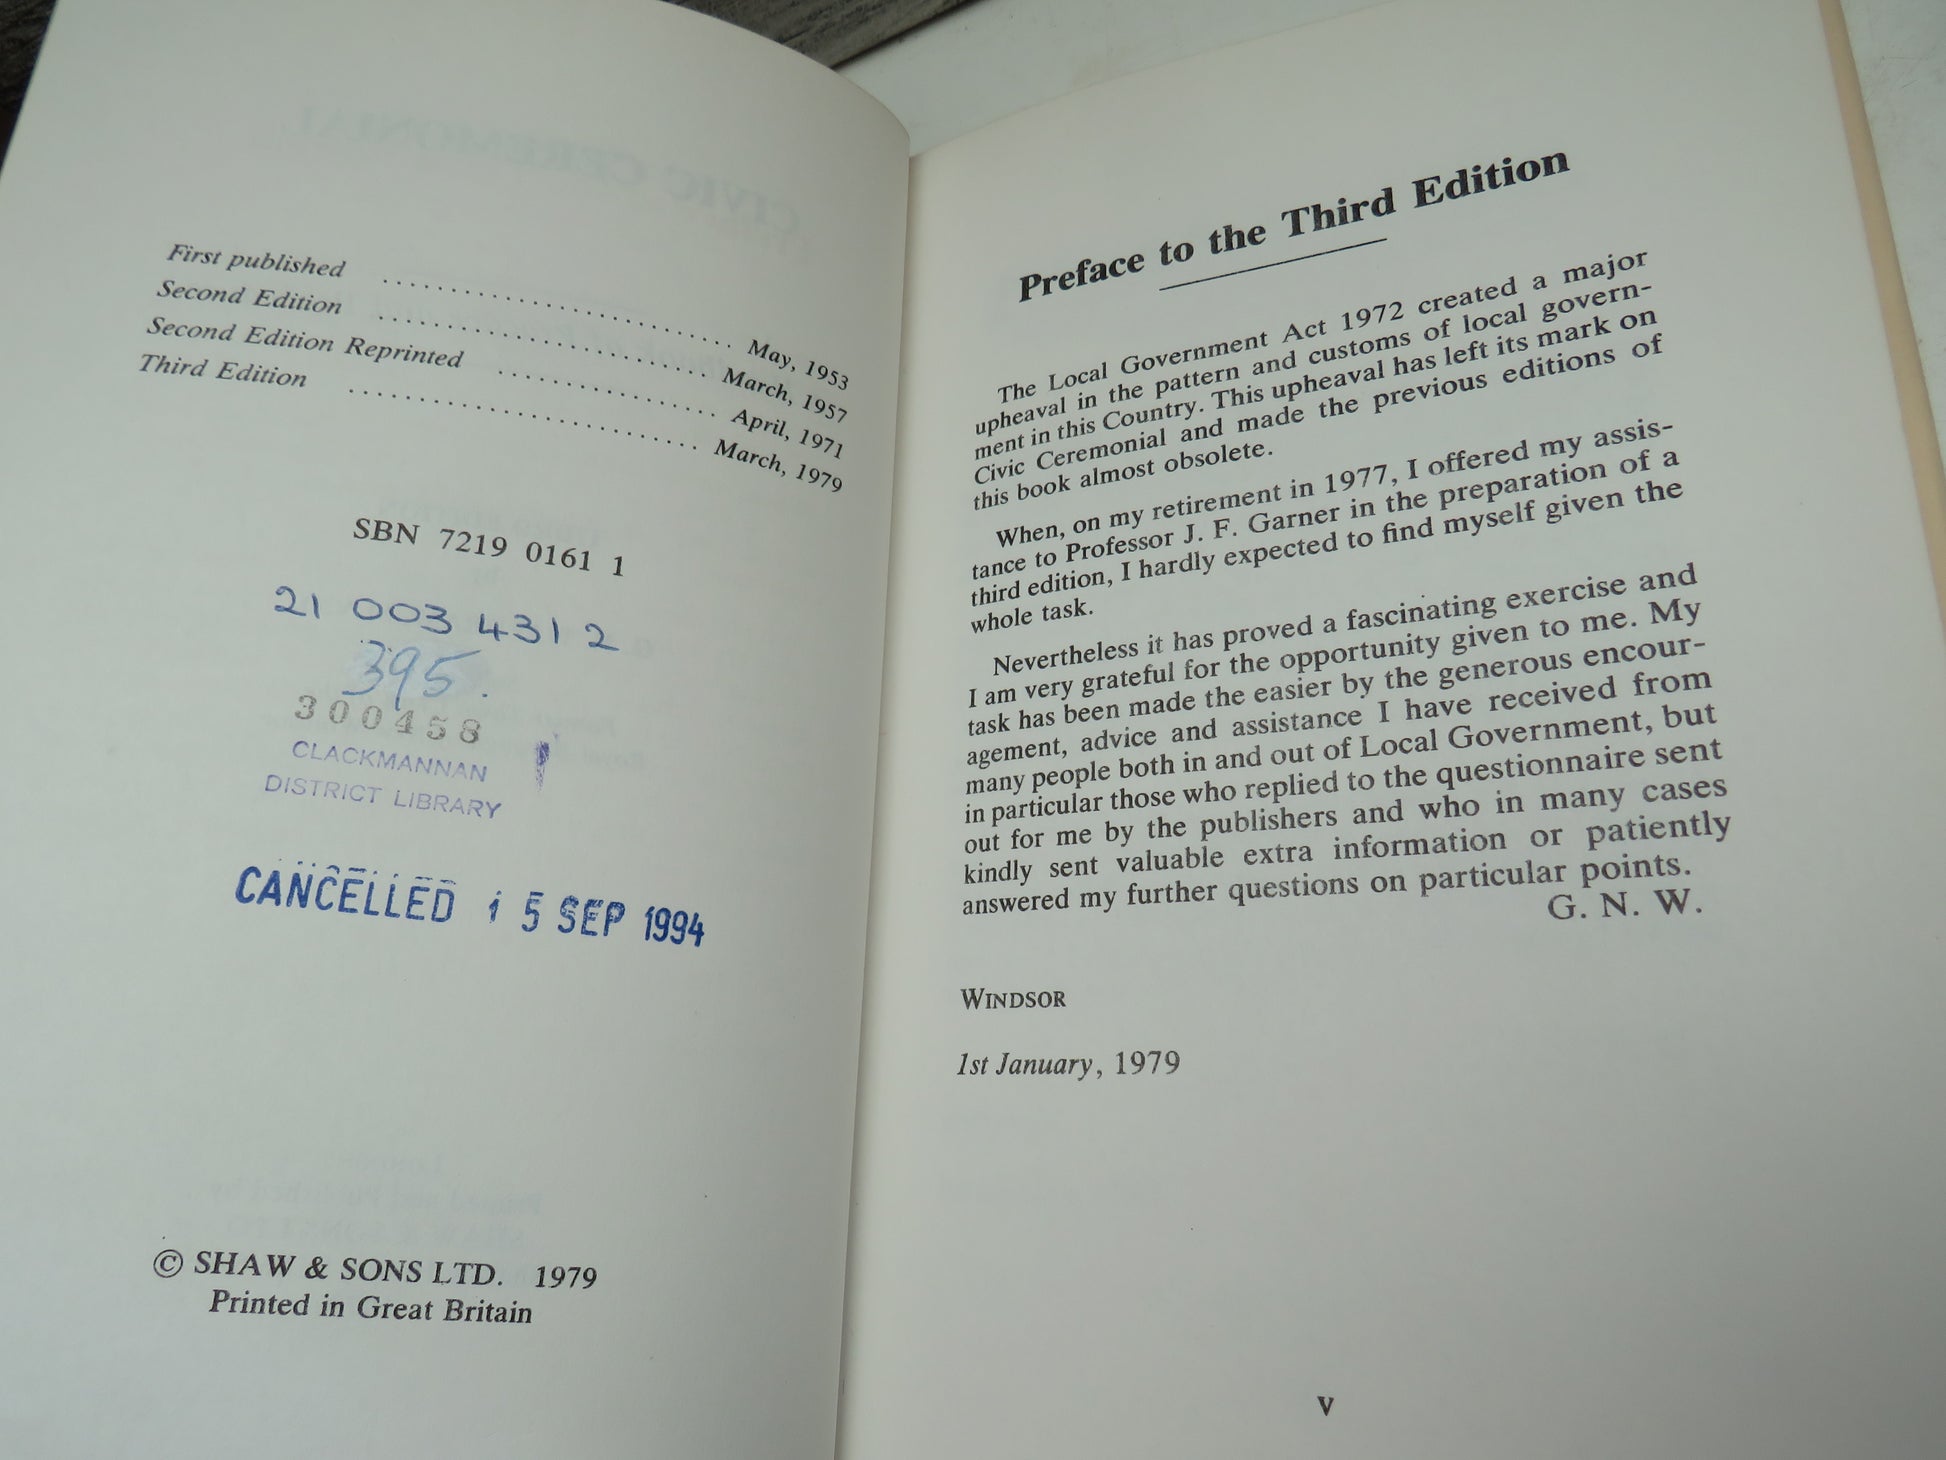 First published .......................... May, 1953
Second Edition .......................... March, 1957
Second Edition Reprinted ................. April, 1971
Third Edition ........................... March, 1979
SBN 7219 0161 1
21 003 4312
395.
300458
CLACKMANNAN
DISTRICT LIBRARY
CANCELLED 15 SEP 1994
© SHAW & SONS LTD. 1979
Printed in Great Britain
Preface to the Third Edition
The Local Government Act 1972 created a major
upheaval in the pattern and customs of local govern-
ment in this Country. This upheaval has left its mark on
Civic Ceremonial and made the previous editions of
this book almost obsolete.
When, on my retirement in 1977, I offered my assis-
tance to Professor J. F. Garner in the preparation of a
third edition, I hardly expected to find myself given the
whole task.
Nevertheless it has proved a fascinating exercise and
I am very grateful for the opportunity given to me. My
task has been made the easier by the generous encour-
agement, advice and assistance I have received from
many people both in and out of Local Government, but
in particular those who replied to the questionnaire sent
out for me by the publishers and who in many cases
kindly sent valuable extra information or patiently
answered my further questions on particular points.
G. N. W.
WINDSOR
1st January, 1979
v